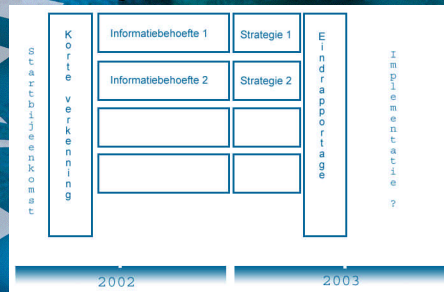 Startbijeenkomst
Korte verkenning
Informatiebehoefte 1
Strategie 1
Informatiebehoefte 2
Strategie 2
Eindrapportage
Implementatie ?
2002
2003